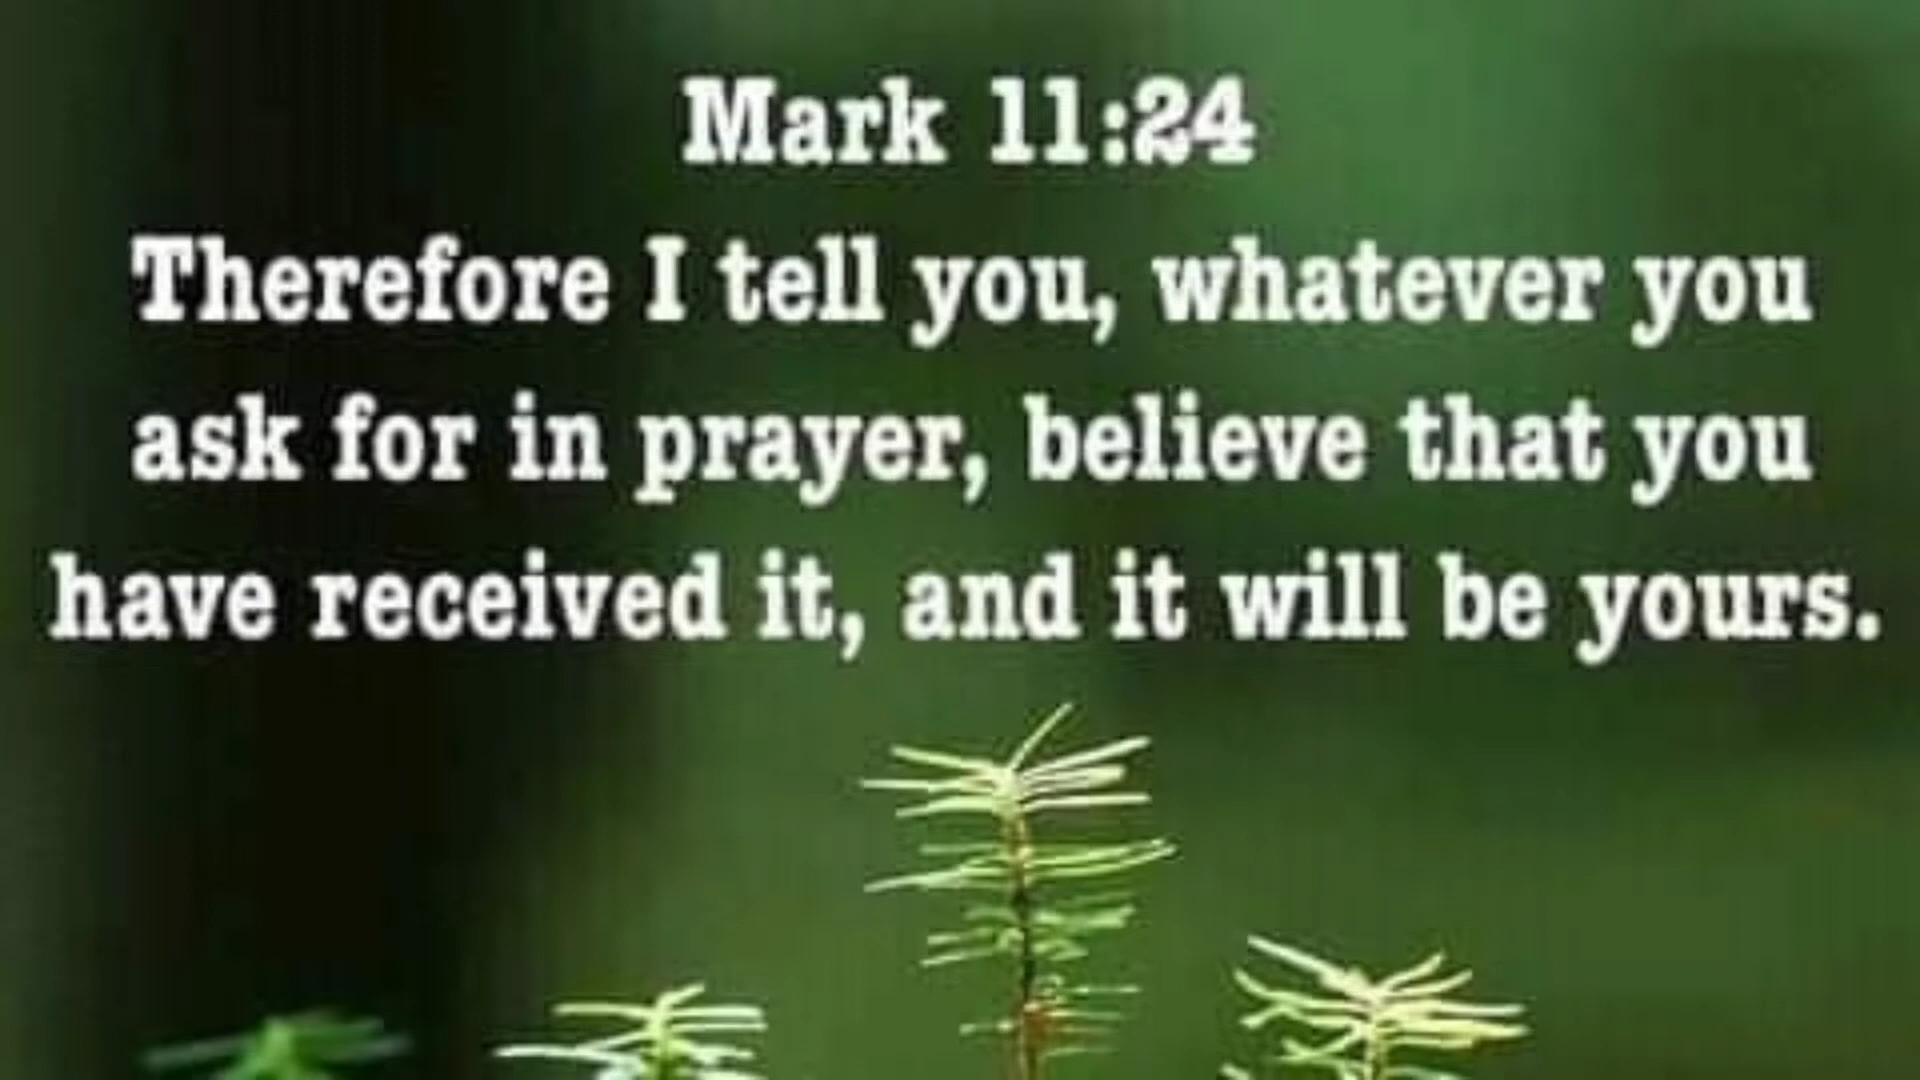 Mark 11:24
Therefore I tell you, whatever you
ask for in prayer, believe that you
have received it, and it will be yours.